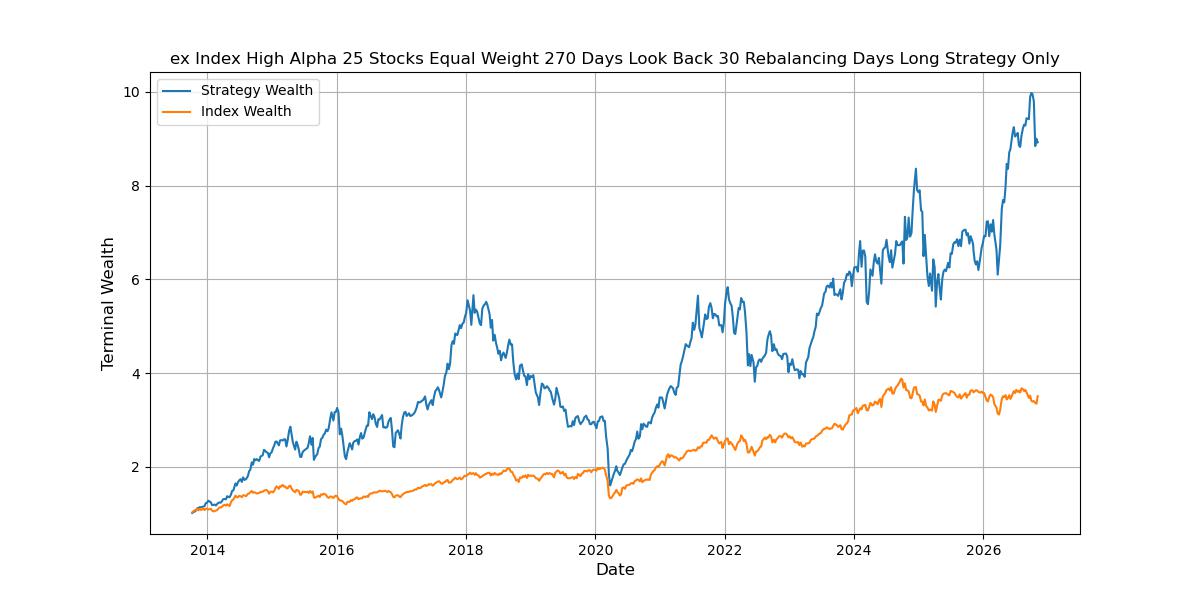 ex Index High Alpha 25 Stocks Equal Weight 270 Days Look Back 30 Rebalancing Days Long Strategy Only
Strategy Wealth
Index Wealth
10
8
6
4
2
Terminal Wealth
2014 2016 2018 2020 2022 2024 2026
Date